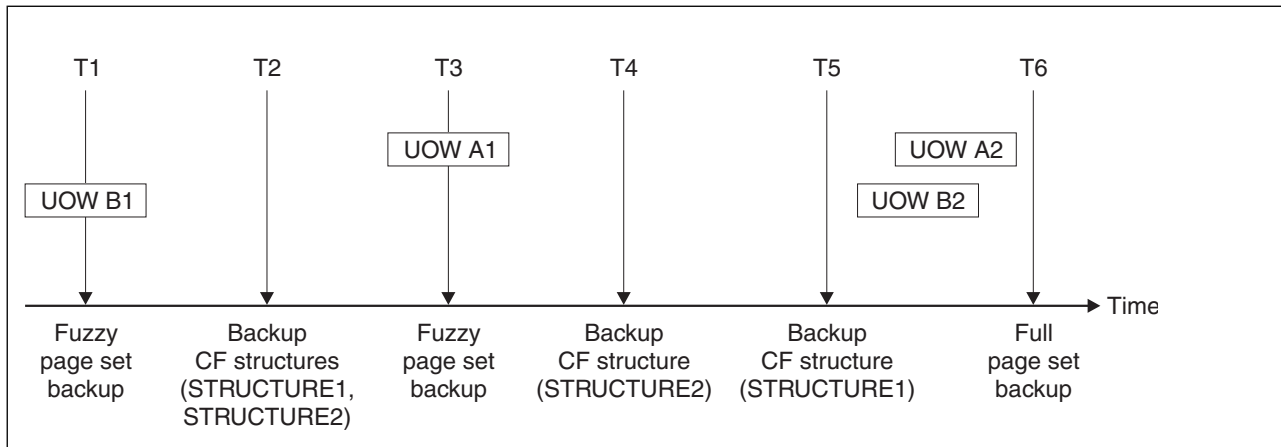 T1
T2
T3
T4
T5
T6
UOW A1
UOW A2
UOW B1
UOW B2
Time
Fuzzy
page set
backup
Backup
CF structures
(STRUCTURE1,
STRUCTURE2)
Fuzzy
page set
backup
Backup
CF structure
(STRUCTURE2)
Backup
CF structure
(STRUCTURE1)
Full
page set
backup